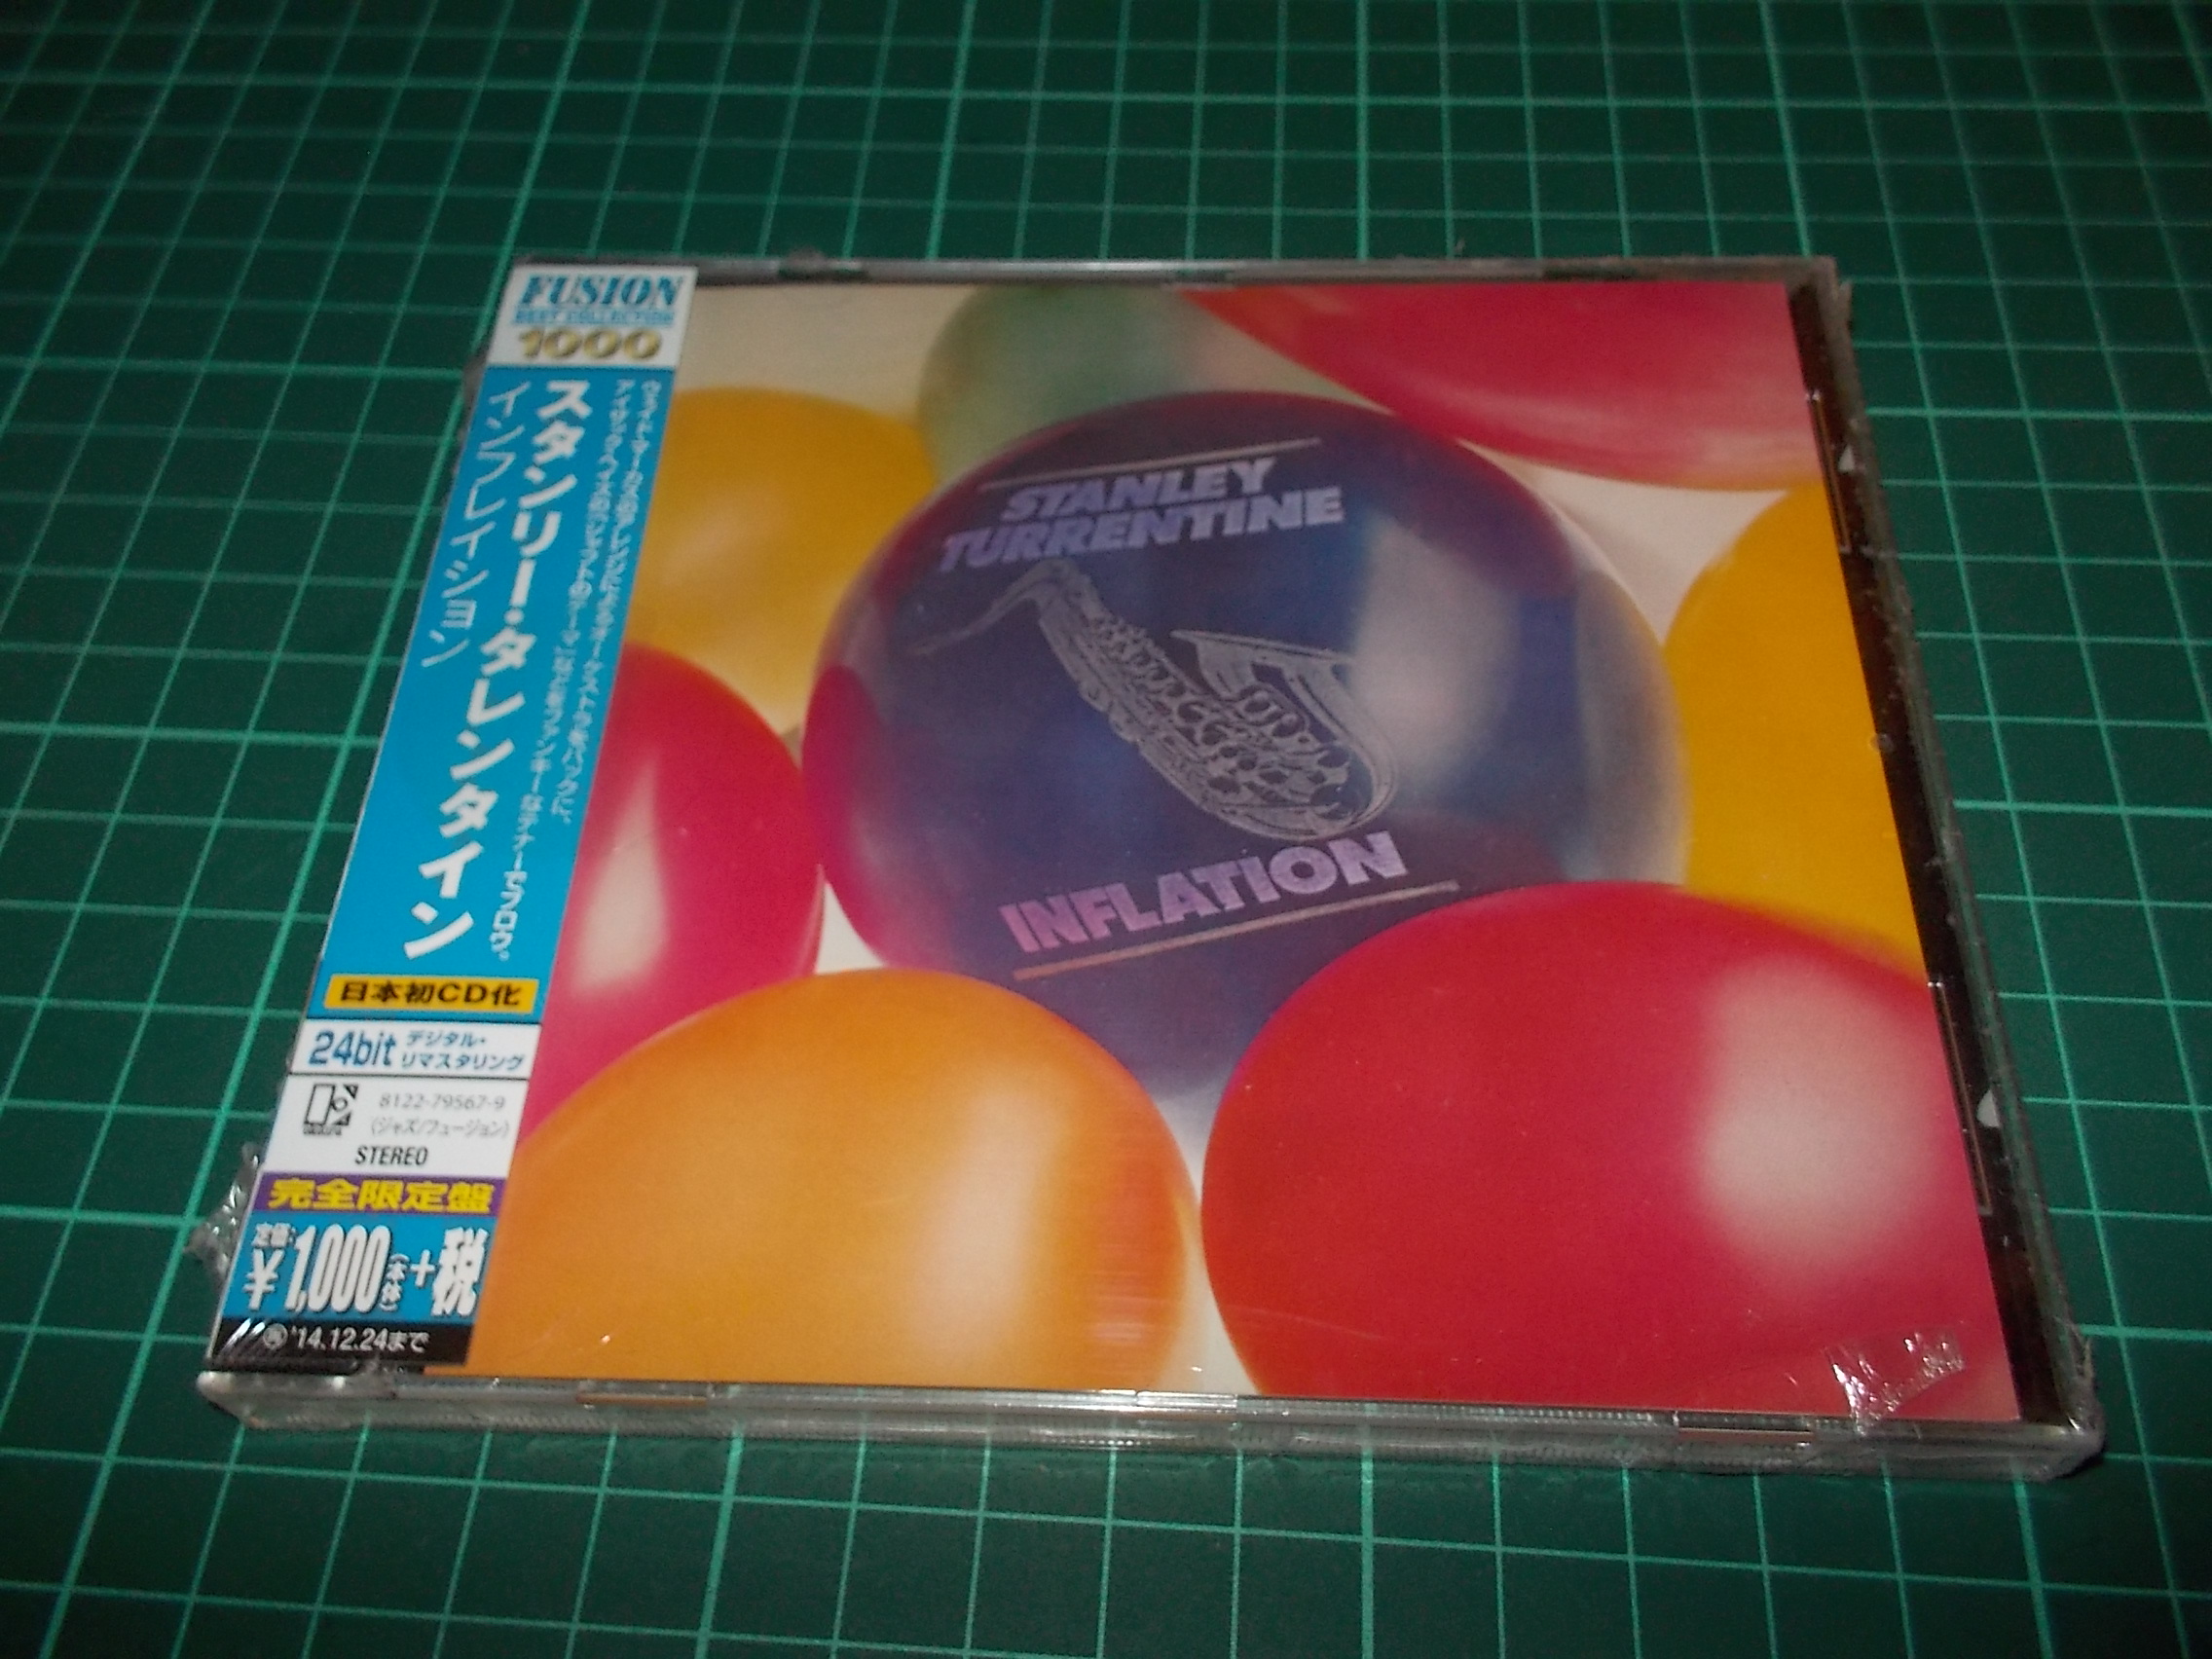 FUSION
BEST COLLECTION
1000
スタンリー・タレンタイン
インフレイション
日本初CD化
24bit デジタル・
リマスタリング
8122-79567-9
(ジャズ/フュージョン)
STEREO
完全限定盤
定価:
¥1,000(本体)+税
'14.12.24まで
STANLEY
TURRENTINE
INFLATION